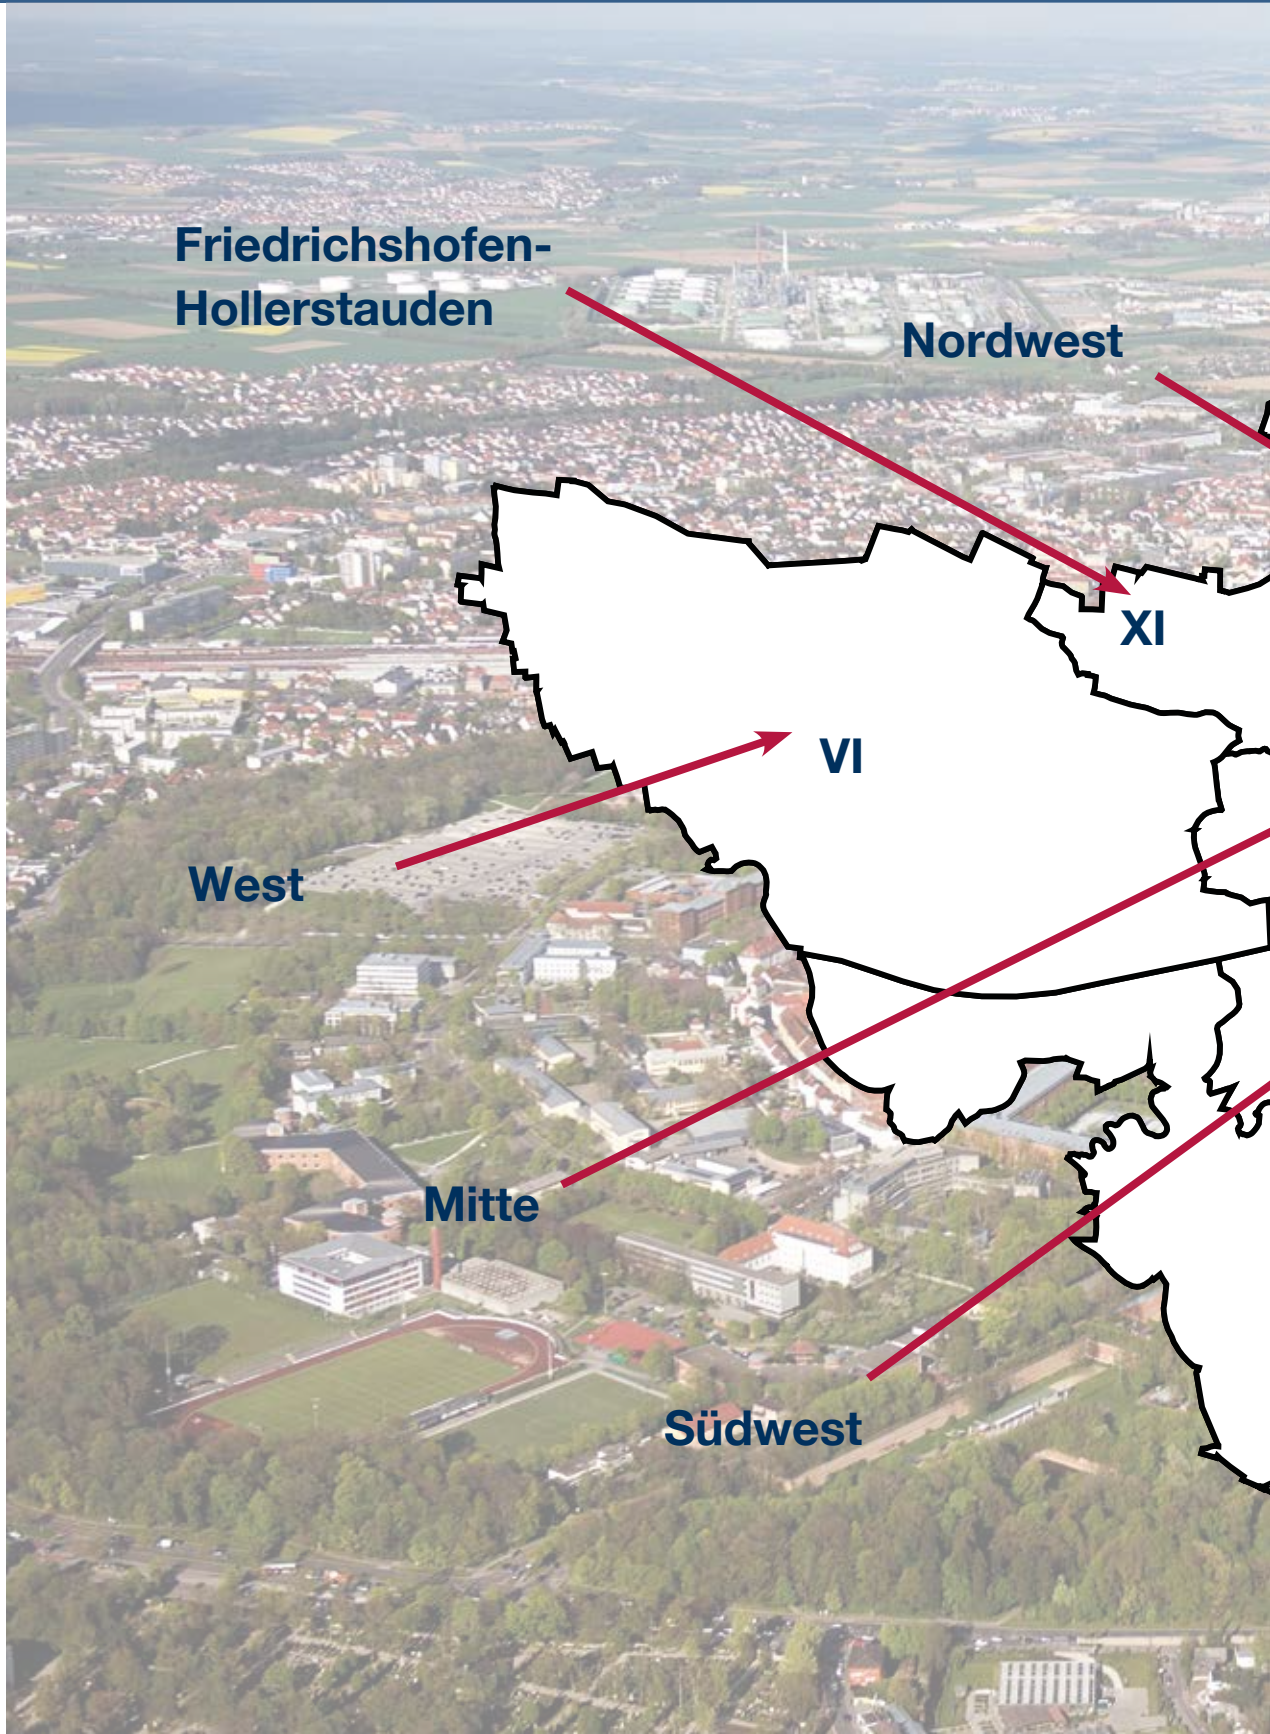 Friedrichshofen-
Hollerstauden
Nordwest
XI
VI
West
Mitte
Südwest